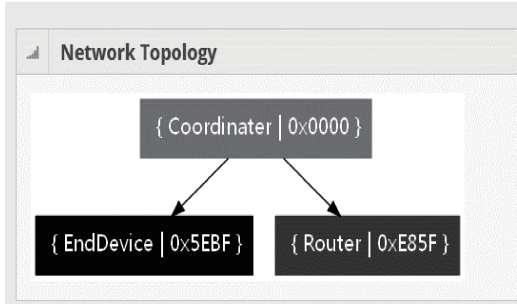 Network Topology
{ Coordinater | 0x0000 }
{ EndDevice | 0x5EBF } { Router | 0xE85F }